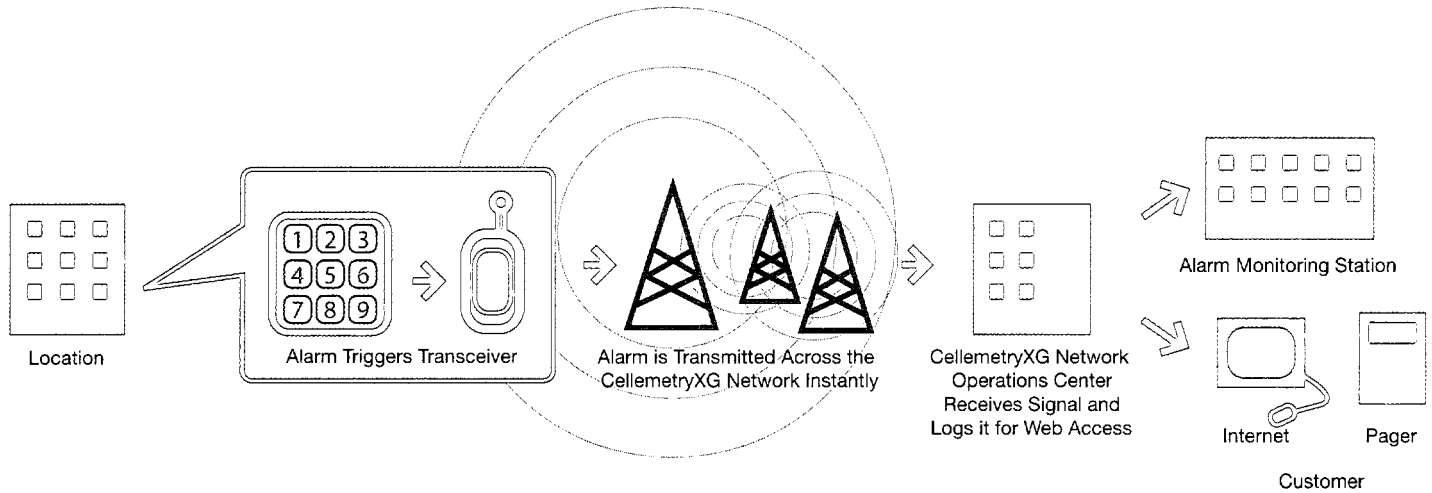 Location
1 2 3
4 5 6
7 8 9
Alarm Triggers Transceiver
Alarm is Transmitted Across the
CellemetryXG Network Instantly
CellemetryXG Network
Operations Center
Receives Signal and
Logs it for Web Access
Alarm Monitoring Station
Internet
Pager
Customer